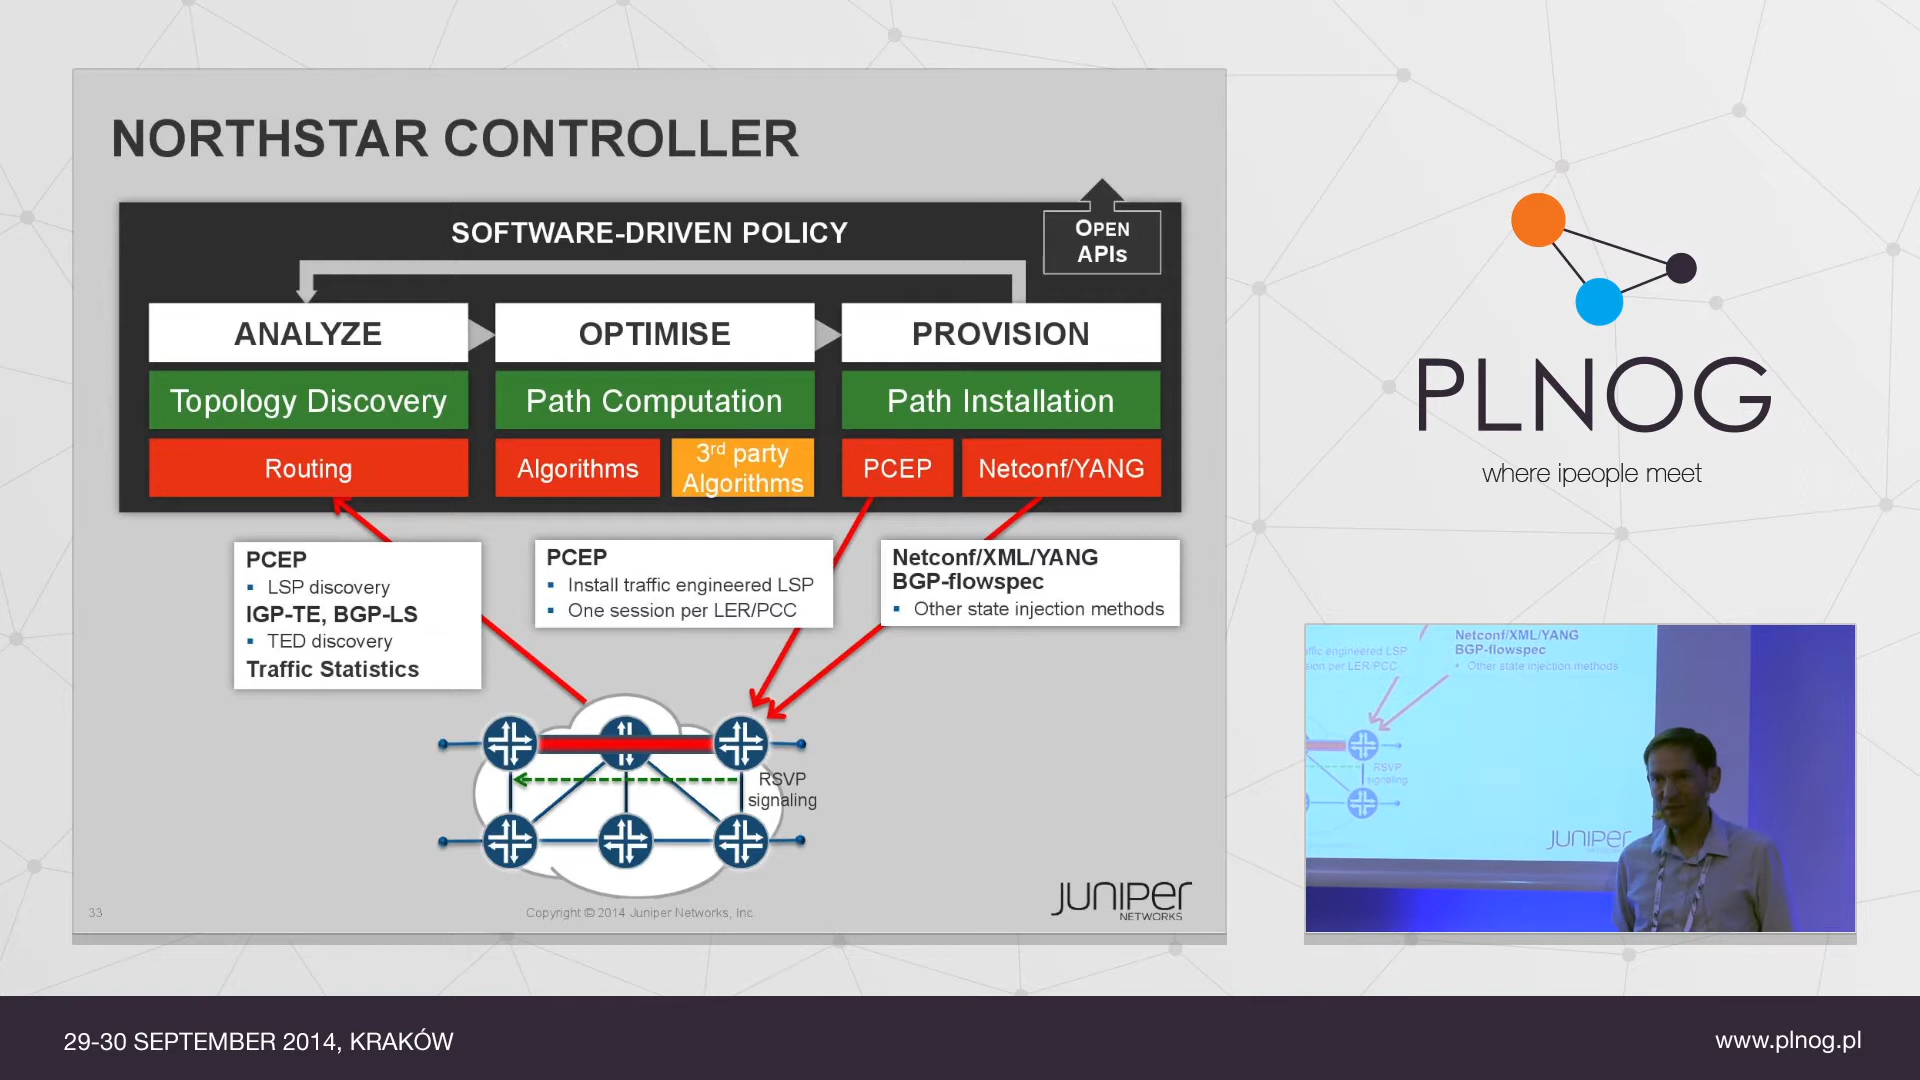 NORTHSTAR CONTROLLER
SOFTWARE-DRIVEN POLICY
OPEN
APIs
ANALYZE
OPTIMISE
PROVISION
Topology Discovery
Path Computation
Path Installation
Routing
Algorithms
3rd party
Algorithms
PCEP
Netconf/YANG
PCEP
▪ LSP discovery
IGP-TE, BGP-LS
▪ TED discovery
Traffic Statistics
PCEP
▪ Install traffic engineered LSP
▪ One session per LER/PCC
Netconf/XML/YANG
BGP-flowspec
▪ Other state injection methods
RSVP
signaling
33
Copyright © 2014 Juniper Networks, Inc.
JUNIPER
NETWORKS
PLNOG
where ipeople meet
Netconf/XML/YANG
BGP-flowspec
• Other state injection methods
engineered LSP
per LER/PCC
RSVP
signaling
JUNIPER
29-30 SEPTEMBER 2014, KRAKÓW
www.plnog.pl